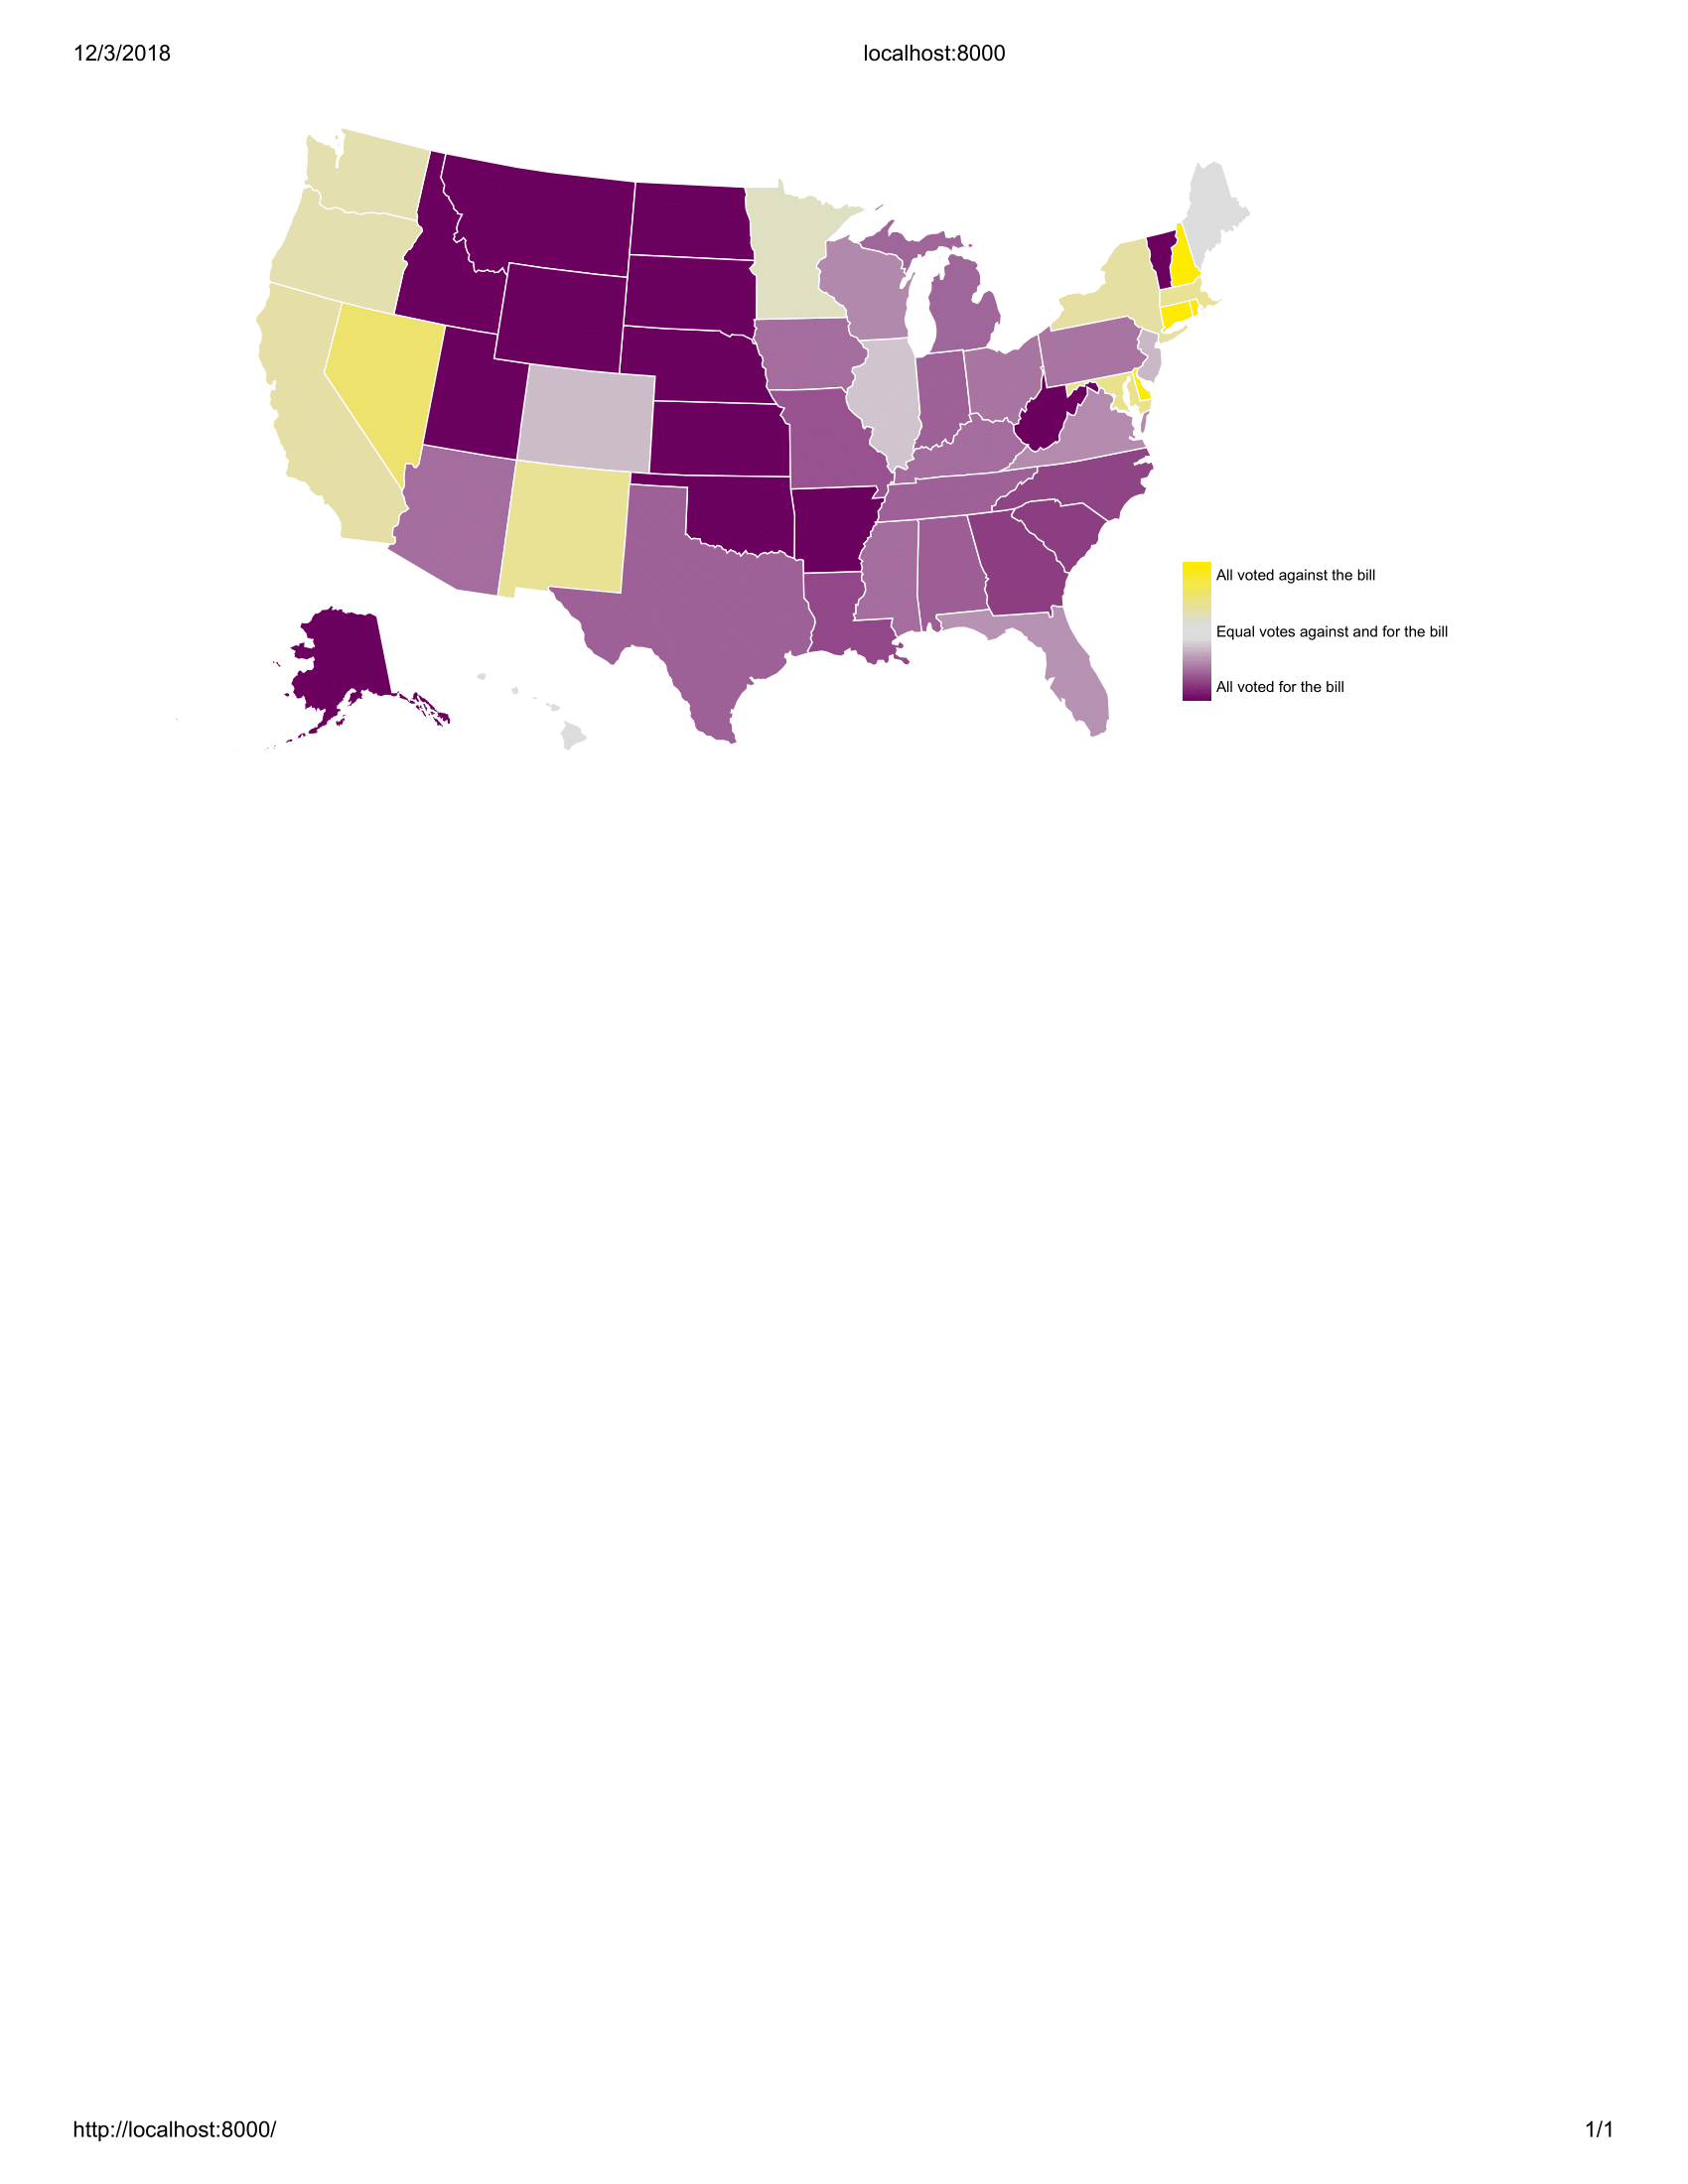 12/3/2018
localhost:8000
All voted against the bill
Equal votes against and for the bill
All voted for the bill
http://localhost:8000/
1/1